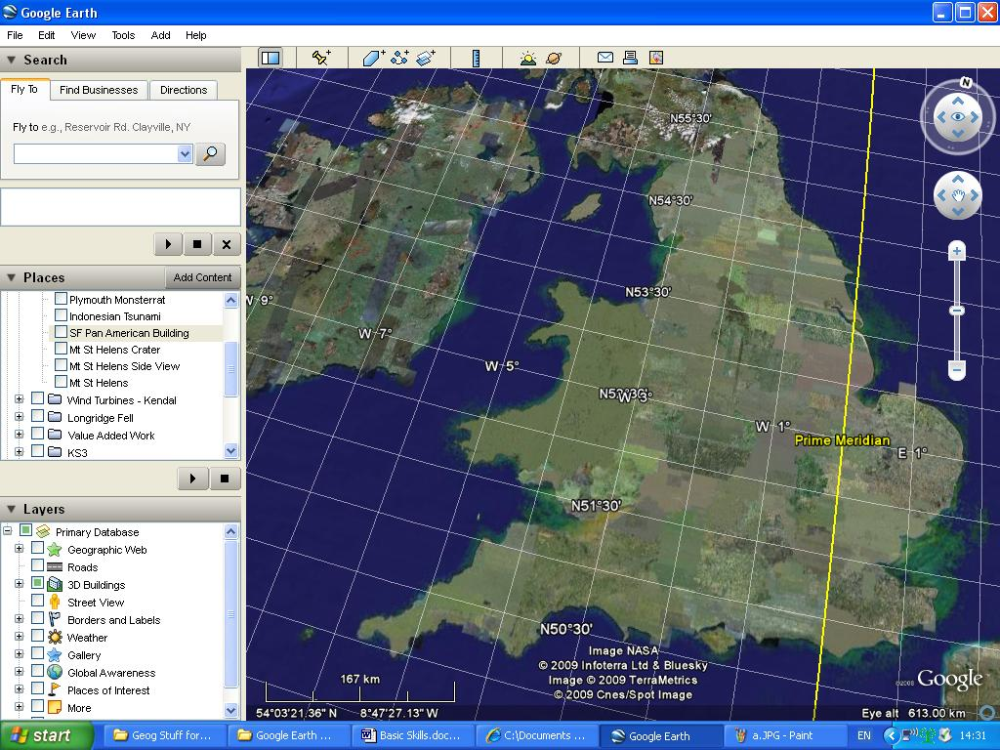 Google Earth
File Edit View Tools Add Help
Search
Fly To Find Businesses Directions
Fly to e.g., Reservoir Rd. Clayville, NY
Places Add Content
Plymouth Monsterrat
Indonesian Tsunami
SF Pan American Building
Mt St Helens Crater
Mt St Helens Side View
Mt St Helens
Wind Turbines - Kendal
Longridge Fell
Value Added Work
KS3
Layers
Primary Database
Geographic Web
Roads
3D Buildings
Street View
Borders and Labels
Weather
Gallery
Global Awareness
Places of Interest
More
N
N55°30'
N54°30'
N53°30'
W 9°
W 7°
W 5°
W 3°
W 1°
Prime Meridian
E 1°
N51°30'
N50°30'
Image NASA
© 2009 Infoterra Ltd & Bluesky
Image © 2009 TerraMetrics
© 2009 Cnes/Spot Image
167 km
©2008 Google
54°03'21.36" N 8°47'27.13" W
Eye alt 613.00 km
start Geog Stuff for... Google Earth ... Basic Skills.doc... C:\Documents ... Google Earth a.JPG - Paint EN 14:31